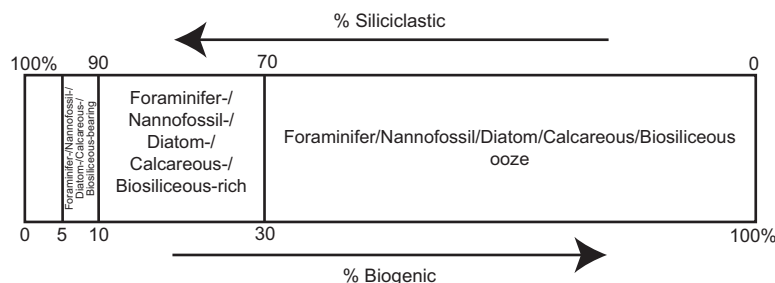 % Siliciclastic
100% 90 70 0
Foraminifer-/Nannofossil-/
Diatom-/Calcareous-/
Biosiliceous-bearing
Foraminifer-/
Nannofossil-/
Diatom-/
Calcareous-/
Biosiliceous-rich
Foraminifer/Nannofossil/Diatom/Calcareous/Biosiliceous
ooze
0 5 10 30 100%
% Biogenic